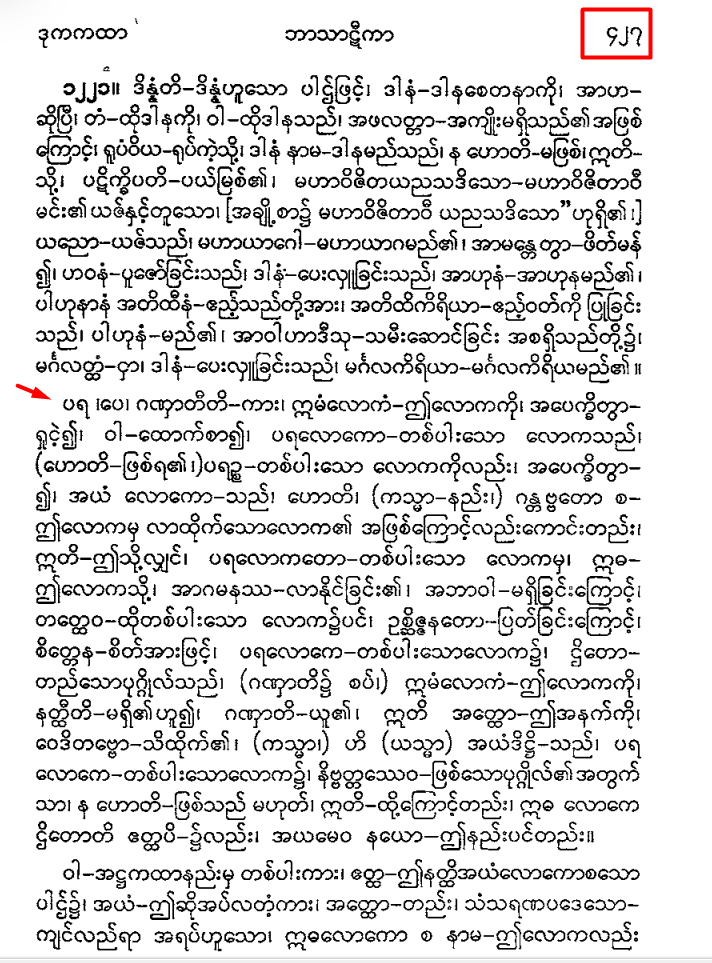 ဒုကကထာ ဘာသာဋီကာ ၄၂၇
၁၂၂၁။ ဒိန္နံတိ–ဒိန္နံဟူသော ပါဌ်ဖြင့်၊ ဒါနံ–ဒါနစေတနာကို၊ အာဟ–
ဆိုပြီ၊ တံ–ထိုဒါနကို၊ ဝါ–ထိုဒါနသည်၊ အဖလတ္တာ–အကျိုးမရှိသည်၏အဖြစ်
ကြောင့်၊ ရူပံဝိယ–ရုပ်ကဲ့သို့၊ ဒါနံ နာမ–ဒါနမည်သည်၊ န ဟောတိ–မဖြစ်၊ဣတိ–
သို့၊ ပဋိက္ခိပတိ–ပယ်မြစ်၏၊ မဟာဝိဇိတယညသဒိသော–မဟာဝိဇိတာဝီ
မင်း၏ယဇ်နှင့်တူသော၊ [အချို့စာ၌ မဟာဝိဇိတာဝီ ယညသဒိသော”ဟုရှိ၏၊]
ယညော–ယဇ်သည်၊ မဟာယာဂေါ–မဟာယာဂမည်၏၊ အာမန္တေတွာ–ဖိတ်မန်
၍၊ ဟဝနံ–ပူဇော်ခြင်းသည်၊ ဒါနံ–ပေးလှူခြင်းသည်၊ အာဟုနံ–အာဟုနမည်၏၊
ပါဟုနာနံ အတိထီနံ–ဧည့်သည်တို့အား၊ အတိထိကိရိယာ–ဧည့်ဝတ်ကို ပြုခြင်း
သည်၊ ပါဟုနံ–မည်၏၊ အာဝါဟာဒီသု–သမီးဆောင်ခြင်း အစရှိသည်တို့၌၊
မင်္ဂလတ္ထံ–ငှာ၊ ဒါနံ–ပေးလှူခြင်းသည်၊ မင်္ဂလကိရိယာ–မင်္ဂလကိရိယမည်၏။
ပရ ၊ပေ၊ ဂဏှာတီတိ–ကား၊ ဣမံလောကံ–ဤလောကကို၊ အပေက္ခိတွာ–
ရှုငဲ့၍၊ ဝါ–ထောက်စာ၍၊ ပရလောကော–တစ်ပါးသော လောကသည်၊
(ဟောတိ–ဖြစ်ရ၏၊)ပရဉ္စ–တစ်ပါးသော လောကကိုလည်း၊ အပေက္ခိတွာ–
၍၊ အယံ လောကော–သည်၊ ဟောတိ၊ (ကသ္မာ–နည်း၊) ဂန္တဗ္ဗတော စ–
ဤလောကမှ လာထိုက်သောလောက၏ အဖြစ်ကြောင့်လည်းကောင်းတည်း၊
ဣတိ–ဤသို့လျှင်၊ ပရလောကတော–တစ်ပါးသော လောကမှ၊ ဣဓ–
ဤလောကသို့၊ အာဂမနဿ–လာနိုင်ခြင်း၏၊ အဘာဝါ–မရှိခြင်းကြောင့်၊
တတ္ထေဝ–ထိုတစ်ပါးသော လောက၌ပင်၊ ဥစ္ဆိဇ္ဇနတော–ပြတ်ခြင်းကြောင့်၊
စိတ္တေန–စိတ်အားဖြင့်၊ ပရလောကေ–တစ်ပါးသောလောက၌၊ ဌိတော–
တည်သောပုဂ္ဂိုလ်သည်၊ (ဂဏှာတိ၌ စပ်၊) ဣမံလောကံ–ဤလောကကို၊
နတ္ထီတိ–မရှိ၏ဟူ၍၊ ဂဏှာတိ–ယူ၏၊ ဣတိ အတ္ထော–ဤအနက်ကို၊
ဝေဒိတဗ္ဗော–သိထိုက်၏၊ (ကသ္မာ၊) ဟိ (ယသ္မာ) အယံဒိဋ္ဌိ–သည်၊ ပရ
လောကေ–တစ်ပါးသောလောက၌၊ နိဗ္ဗတ္တဿေဝ–ဖြစ်သောပုဂ္ဂိုလ်၏အတွက်
သာ၊ န ဟောတိ–ဖြစ်သည် မဟုတ်၊ ဣတိ–ထို့ကြောင့်တည်း၊ ဣဓ လောကေ
ဌိတောတိ ဧတ္ထပိ–၌လည်း၊ အယမေဝ နယော–ဤနည်းပင်တည်း။
ဝါ–အဋ္ဌကထာနည်းမှ တစ်ပါးကား၊ ဧတ္ထ–ဤနတ္ထိအယံလောကောစသော
ပါဌ်၌၊ အယံ–ဤဆိုအပ်လတံ့ကား၊ အတ္ထော–တည်း၊ သံသရဏပဒေသော–
ကျင်လည်ရာ အရပ်ဟူသော၊ ဣဓလောကော စ နာမ–ဤလောကလည်း